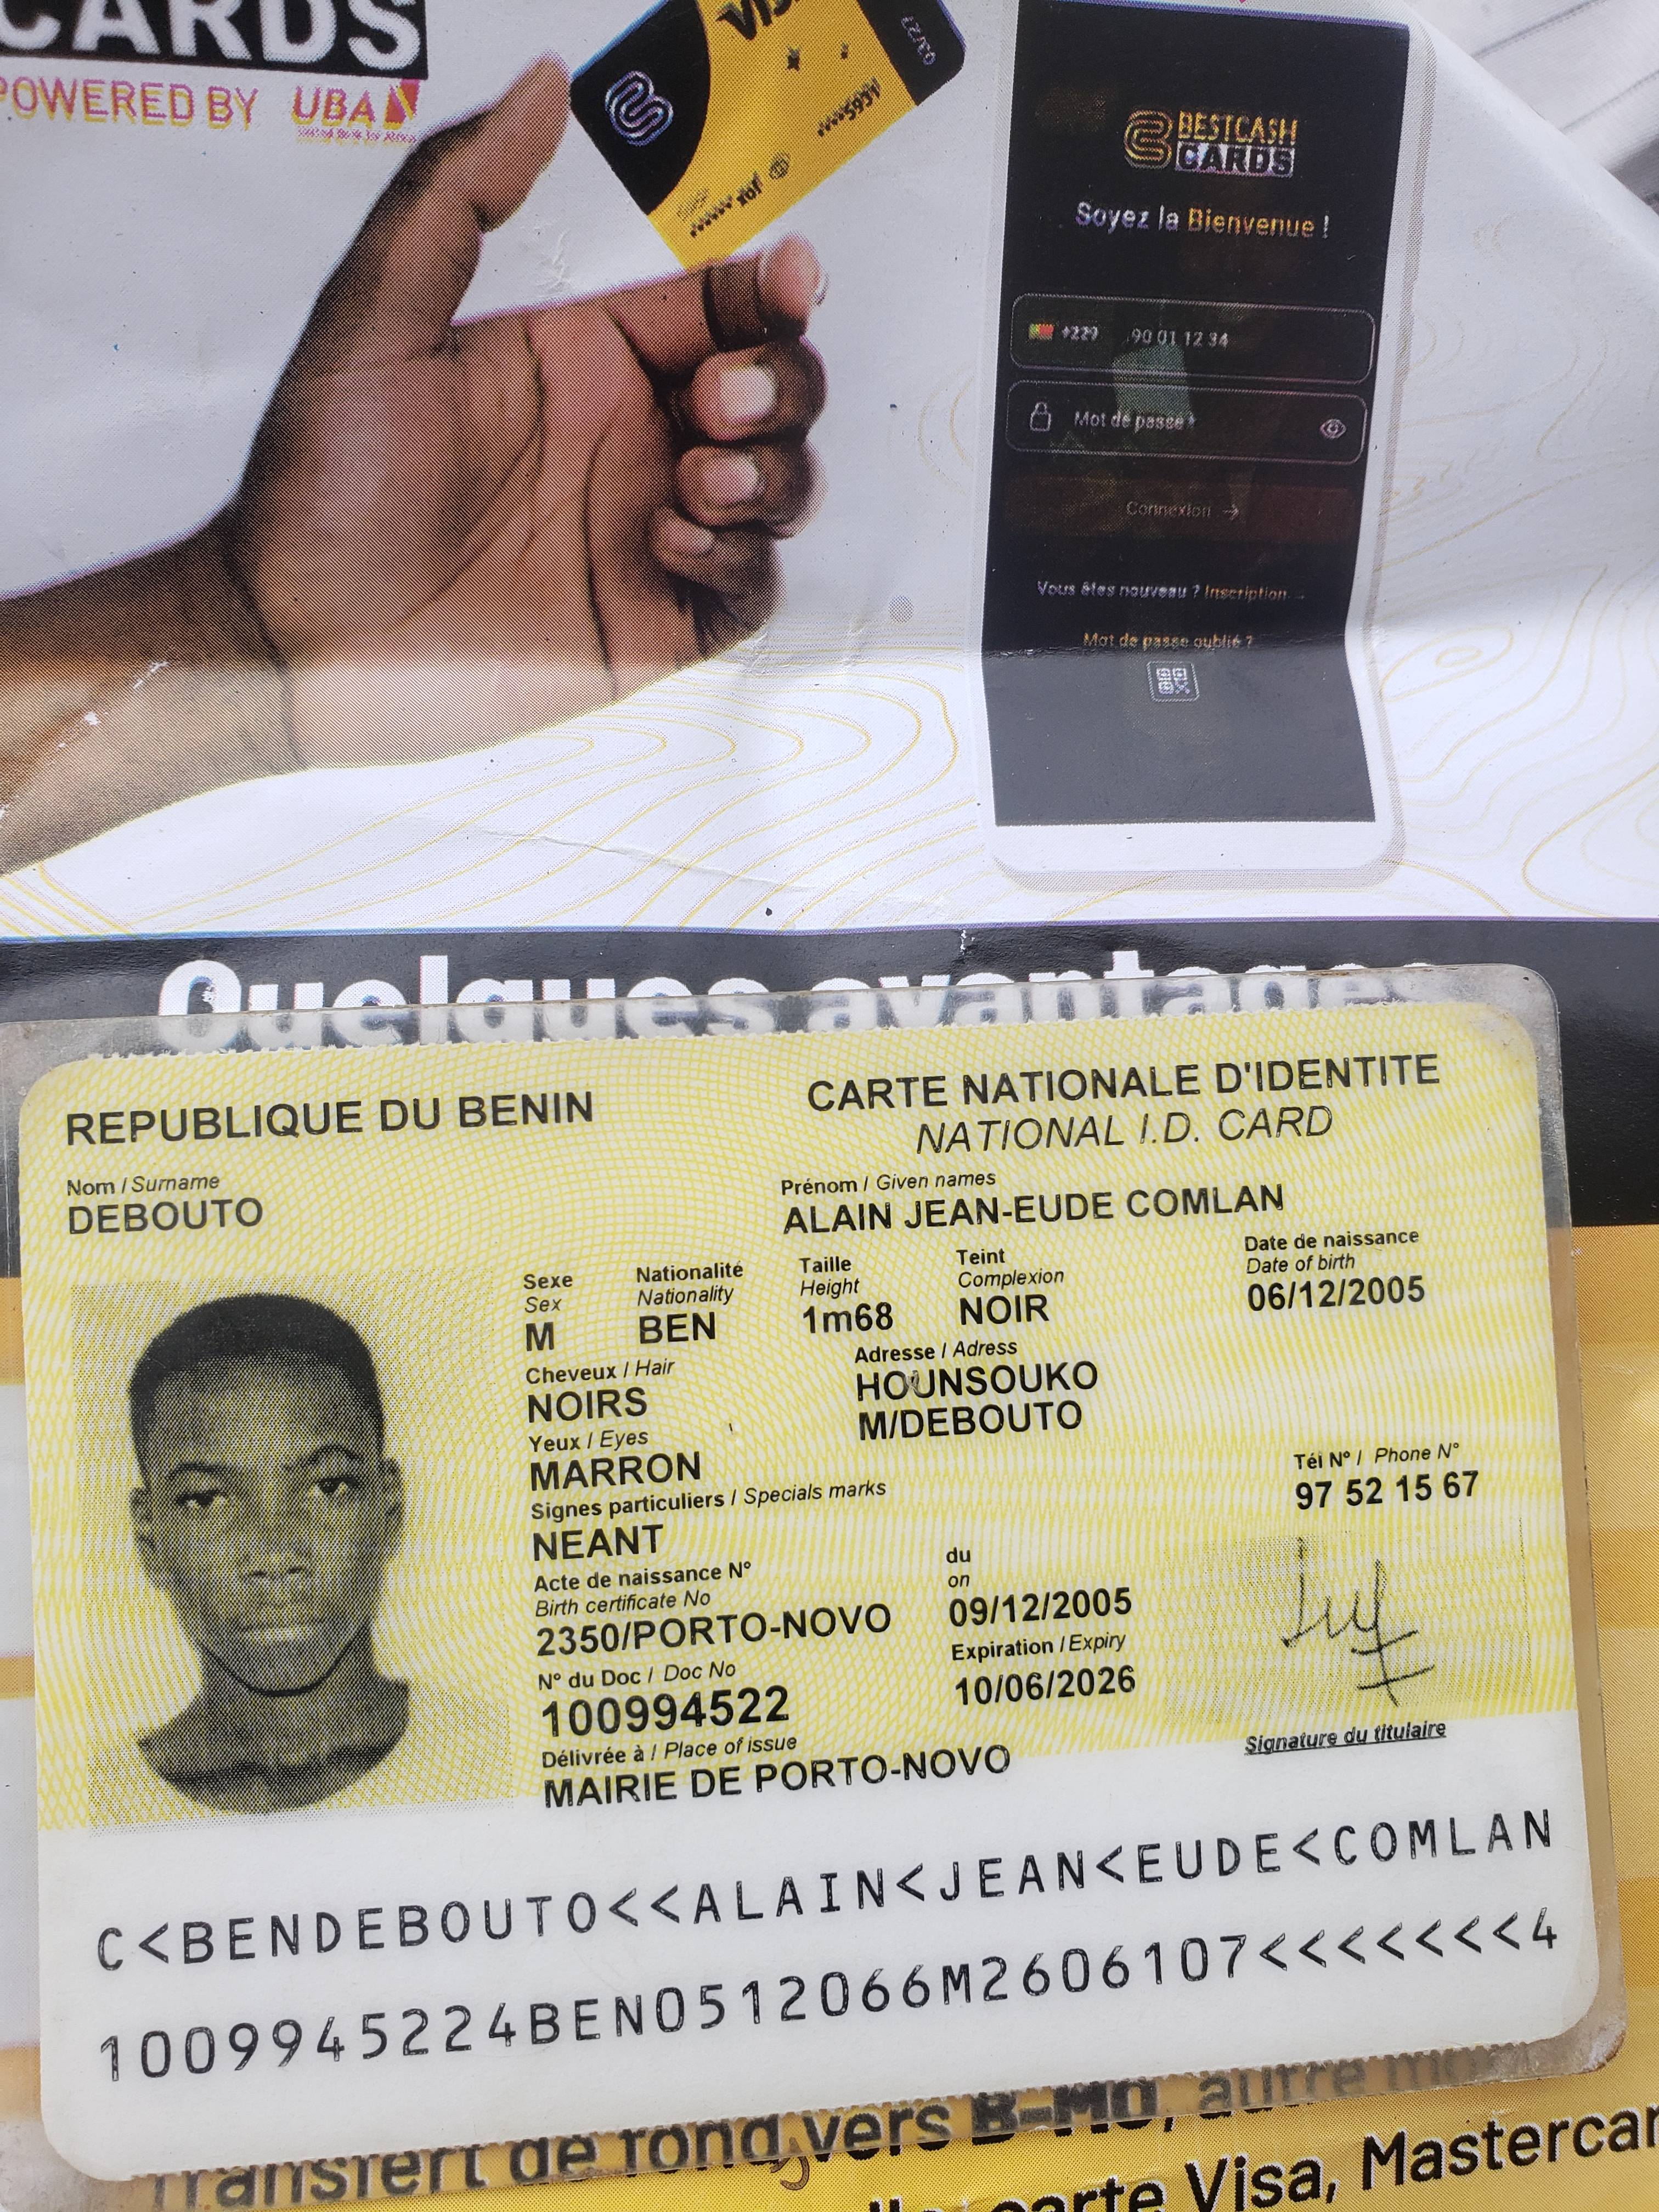 CARDS
POWERED BY UBA
United Bank for Africa
VISA
03/27
5931
BESTCASH
CARDS
Soyez la Bienvenue !
+229 90 01 12 34
Mot de passe *
Connexion →
Vous êtes nouveau ? Inscription
Mot de passe oublié ?
Quelques avantages
REPUBLIQUE DU BENIN
CARTE NATIONALE D'IDENTITE
NATIONAL I.D. CARD
Nom / Surname
DEBOUTO
Prénom / Given names
ALAIN JEAN-EUDE COMLAN
Sexe
Sex
M
Nationalité
Nationality
BEN
Taille
Height
1m68
Teint
Complexion
NOIR
Date de naissance
Date of birth
06/12/2005
Cheveux / Hair
NOIRS
Adresse / Adress
HOUNSOUKO
M/DEBOUTO
Yeux / Eyes
MARRON
Tél N° / Phone N°
97 52 15 67
Signes particuliers / Specials marks
NEANT
Acte de naissance N°
Birth certificate No
2350/PORTO-NOVO
du
on
09/12/2005
N° du Doc / Doc No
100994522
Expiration / Expiry
10/06/2026
Délivrée à / Place of issue
MAIRIE DE PORTO-NOVO
Signature du titulaire
C<BENDEBOUTO<<ALAIN<JEAN<EUDE<COMLAN
1009945224BEN0512066M2606107<<<<<<<4
Transfert de fond vers B-MO, autre
carte Visa, Mastercar